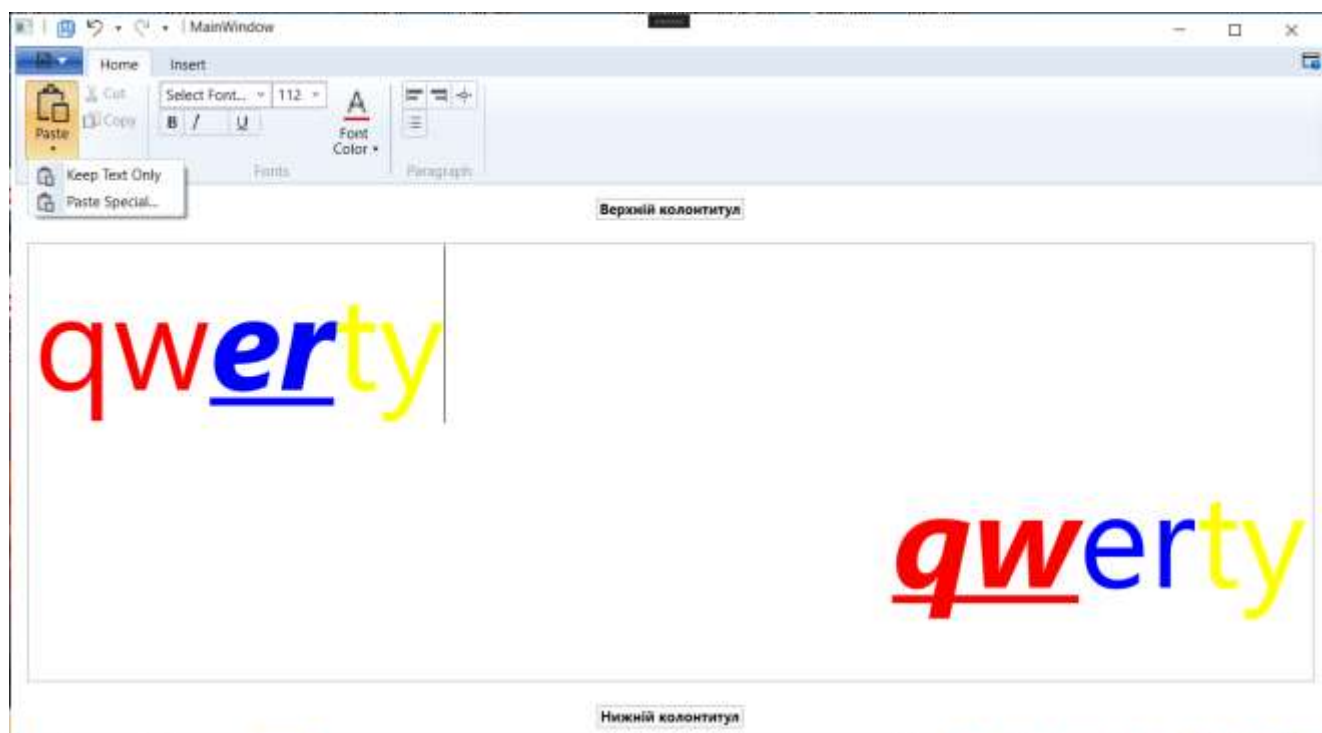 MainWindow
Home Insert
Paste
Cut
Copy
Select Font... 112
B I U
Font
Color
Fonts
Paragraph
Keep Text Only
Paste Special...
Верхній колонтитул
qwerty
qwerty
Нижній колонтитул